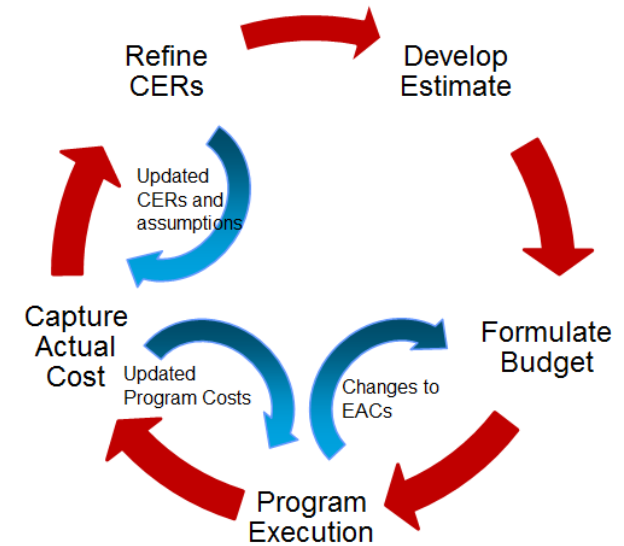 Refine
CERs
Develop
Estimate
Updated
CERs and
assumptions
Capture
Actual
Cost
Formulate
Budget
Updated
Program Costs
Changes to
EACs
Program
Execution